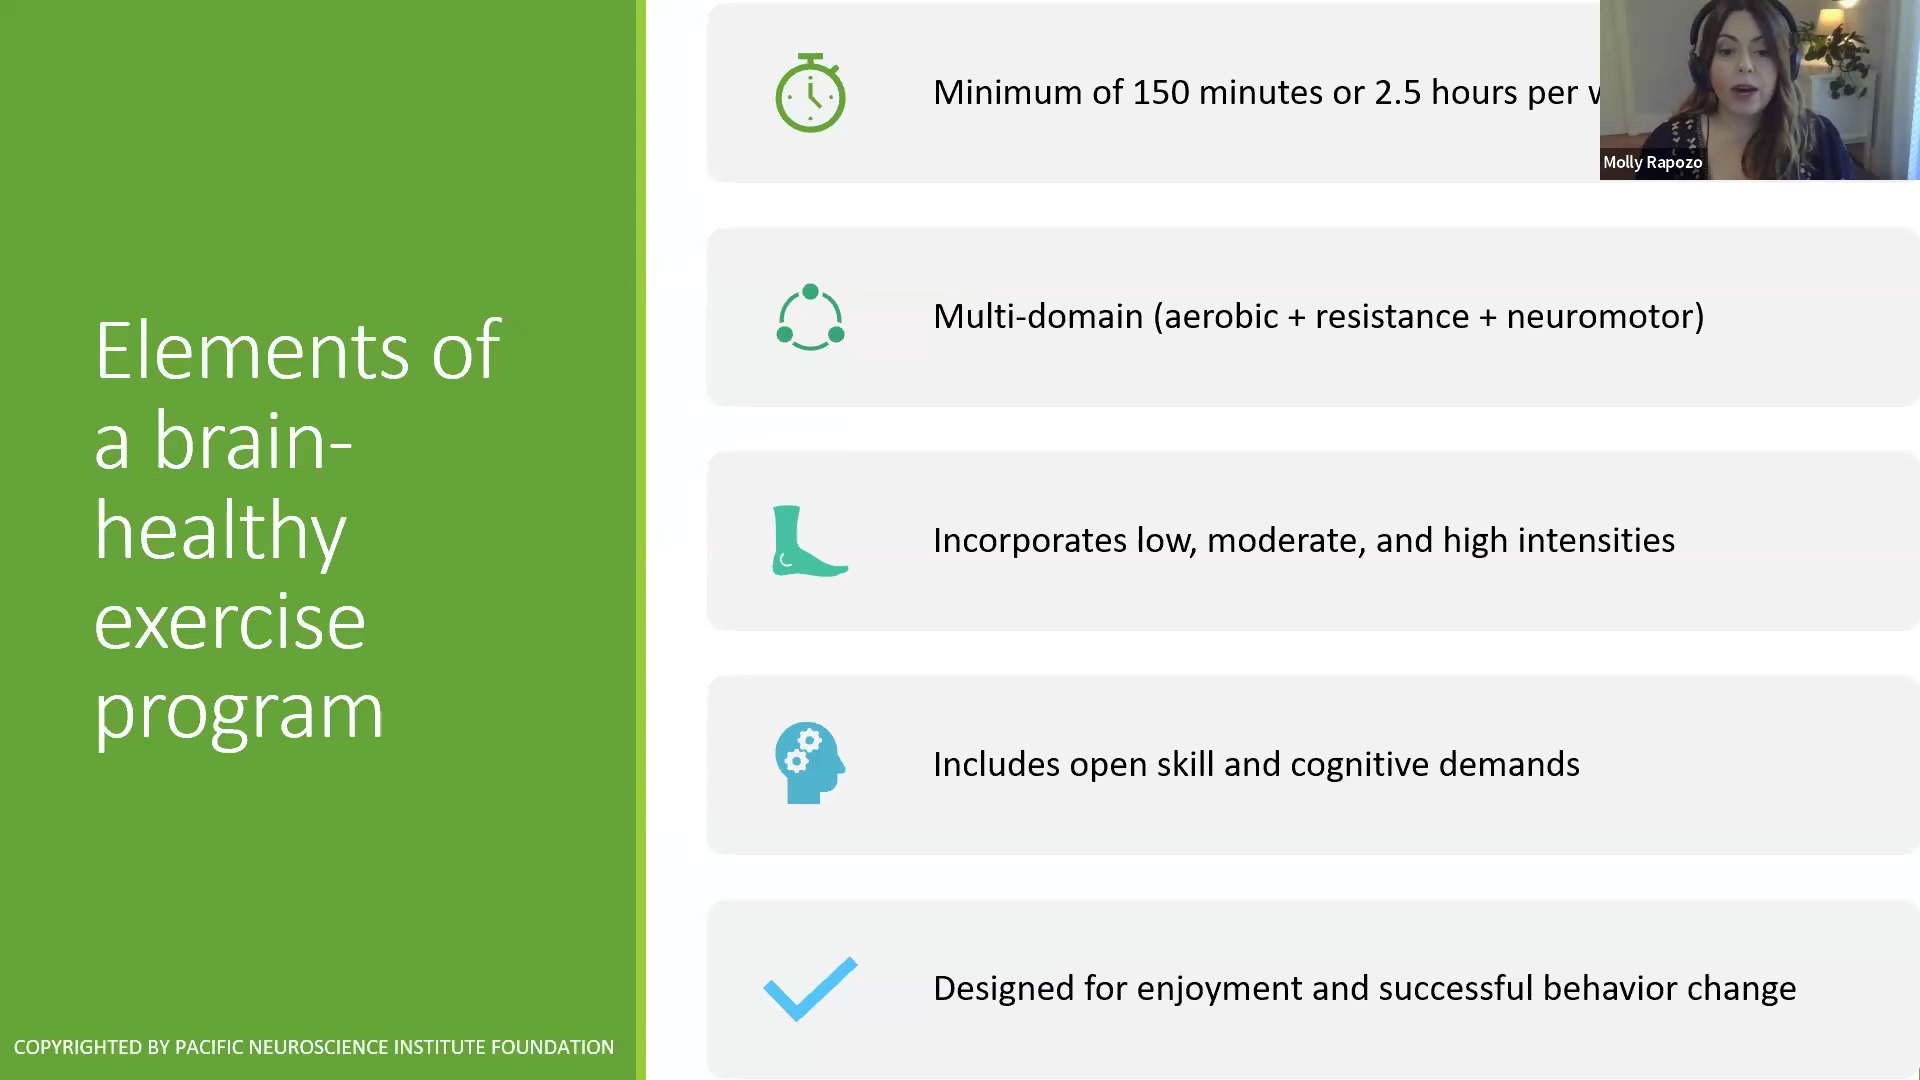 Elements of
a brain-
healthy
exercise
program
COPYRIGHTED BY PACIFIC NEUROSCIENCE INSTITUTE FOUNDATION
Minimum of 150 minutes or 2.5 hours per
Multi-domain (aerobic + resistance + neuromotor)
Incorporates low, moderate, and high intensities
Includes open skill and cognitive demands
Designed for enjoyment and successful behavior change
Molly Rapozo